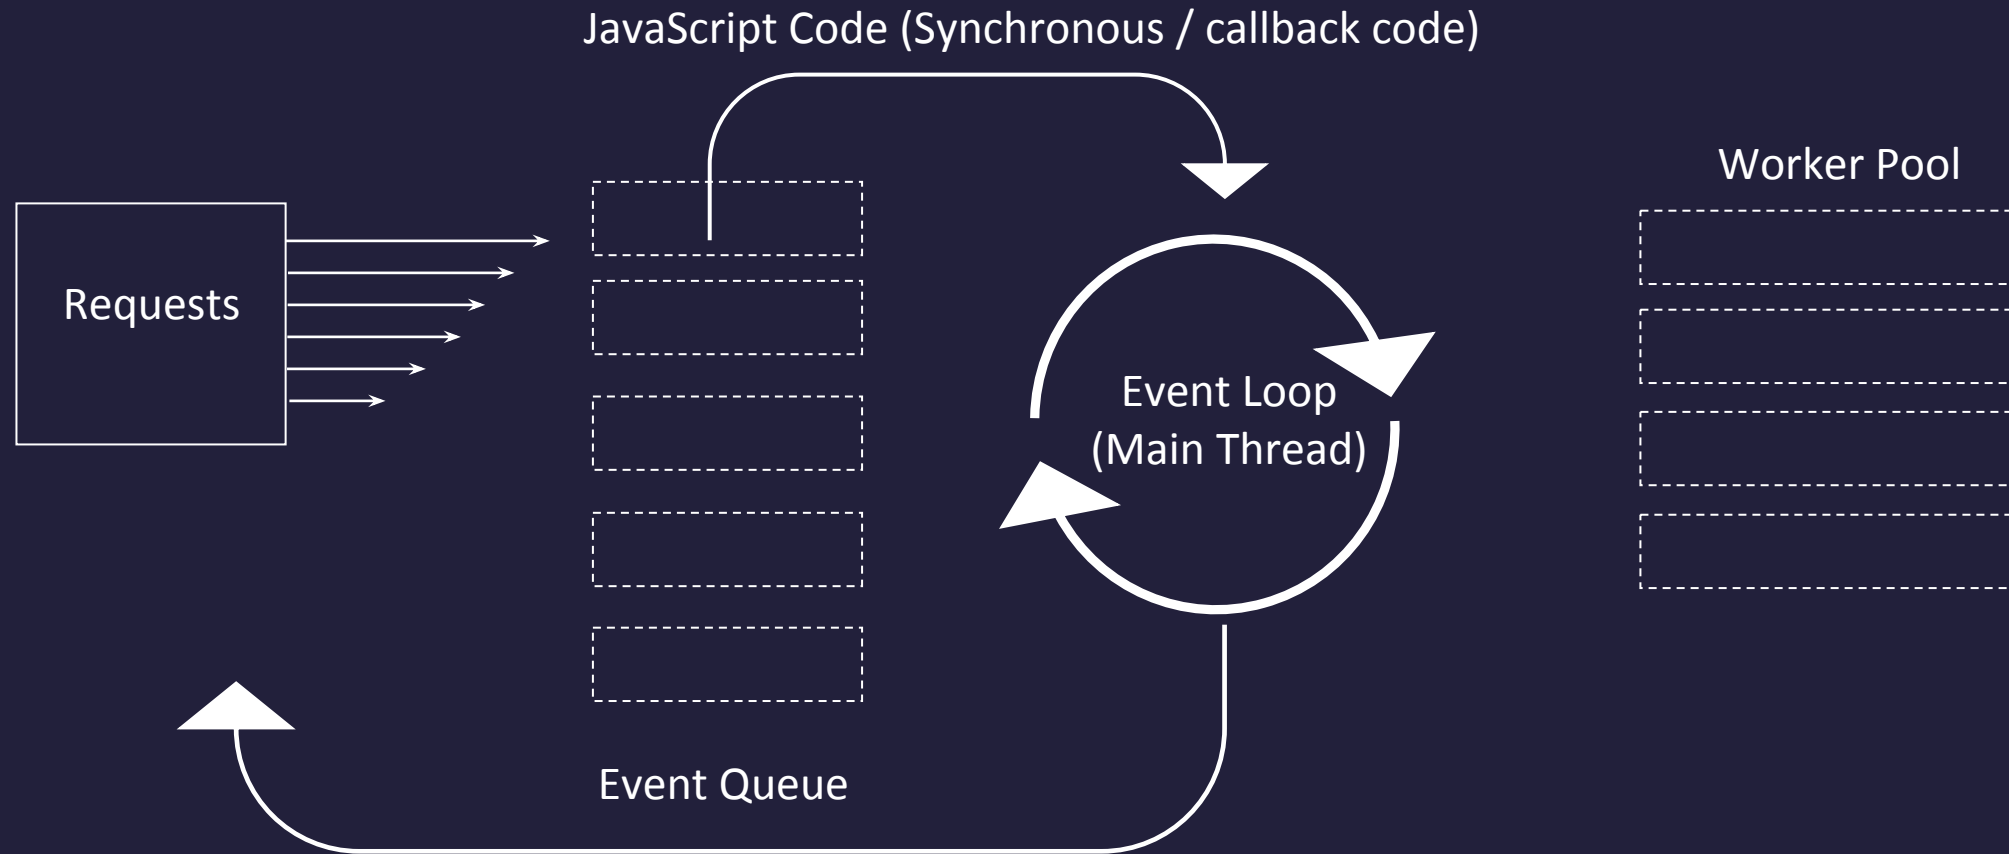 JavaScript Code (Synchronous / callback code)
Worker Pool
Requests
Event Loop
(Main Thread)
Event Queue